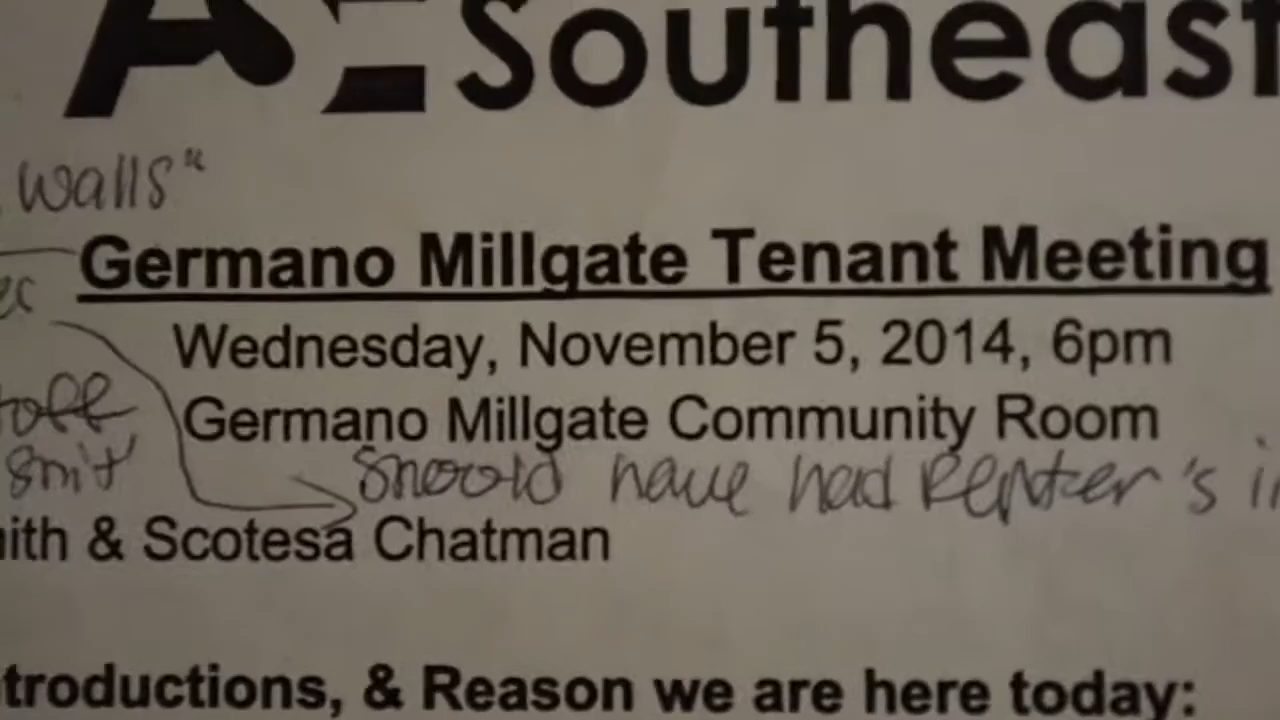 Southeast
walls"
Germano Millgate Tenant Meeting
Wednesday, November 5, 2014, 6pm
Germano Millgate Community Room
Should have had Renter's
ith & Scotesa Chatman
troductions, & Reason we are here today: